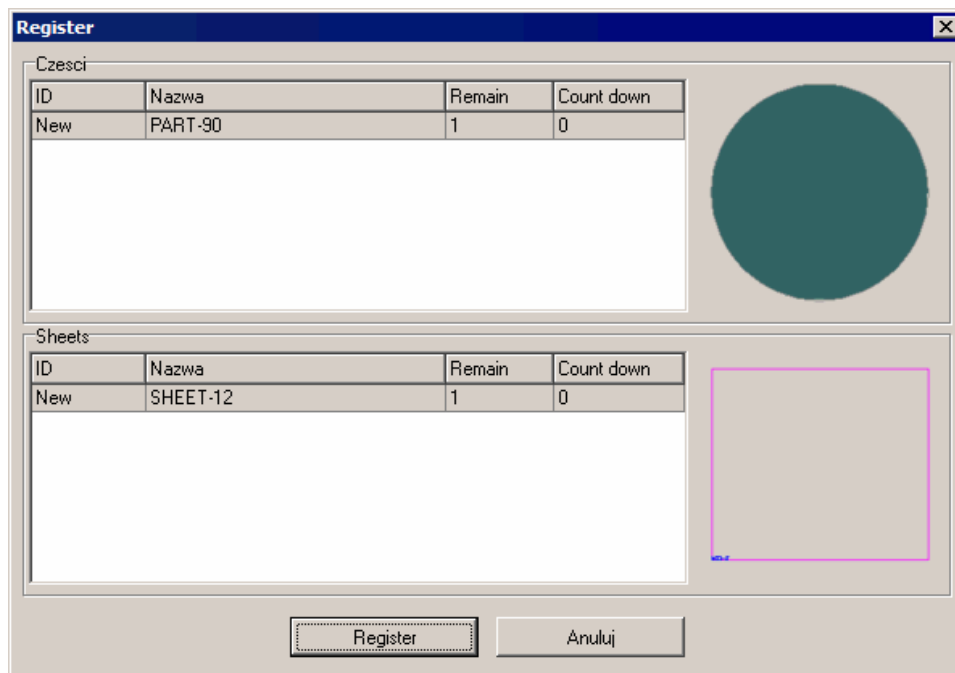 Register
Czesci
ID Nazwa Remain Count down
New PART-90 1 0
Sheets
ID Nazwa Remain Count down
New SHEET-12 1 0
Register Anuluj